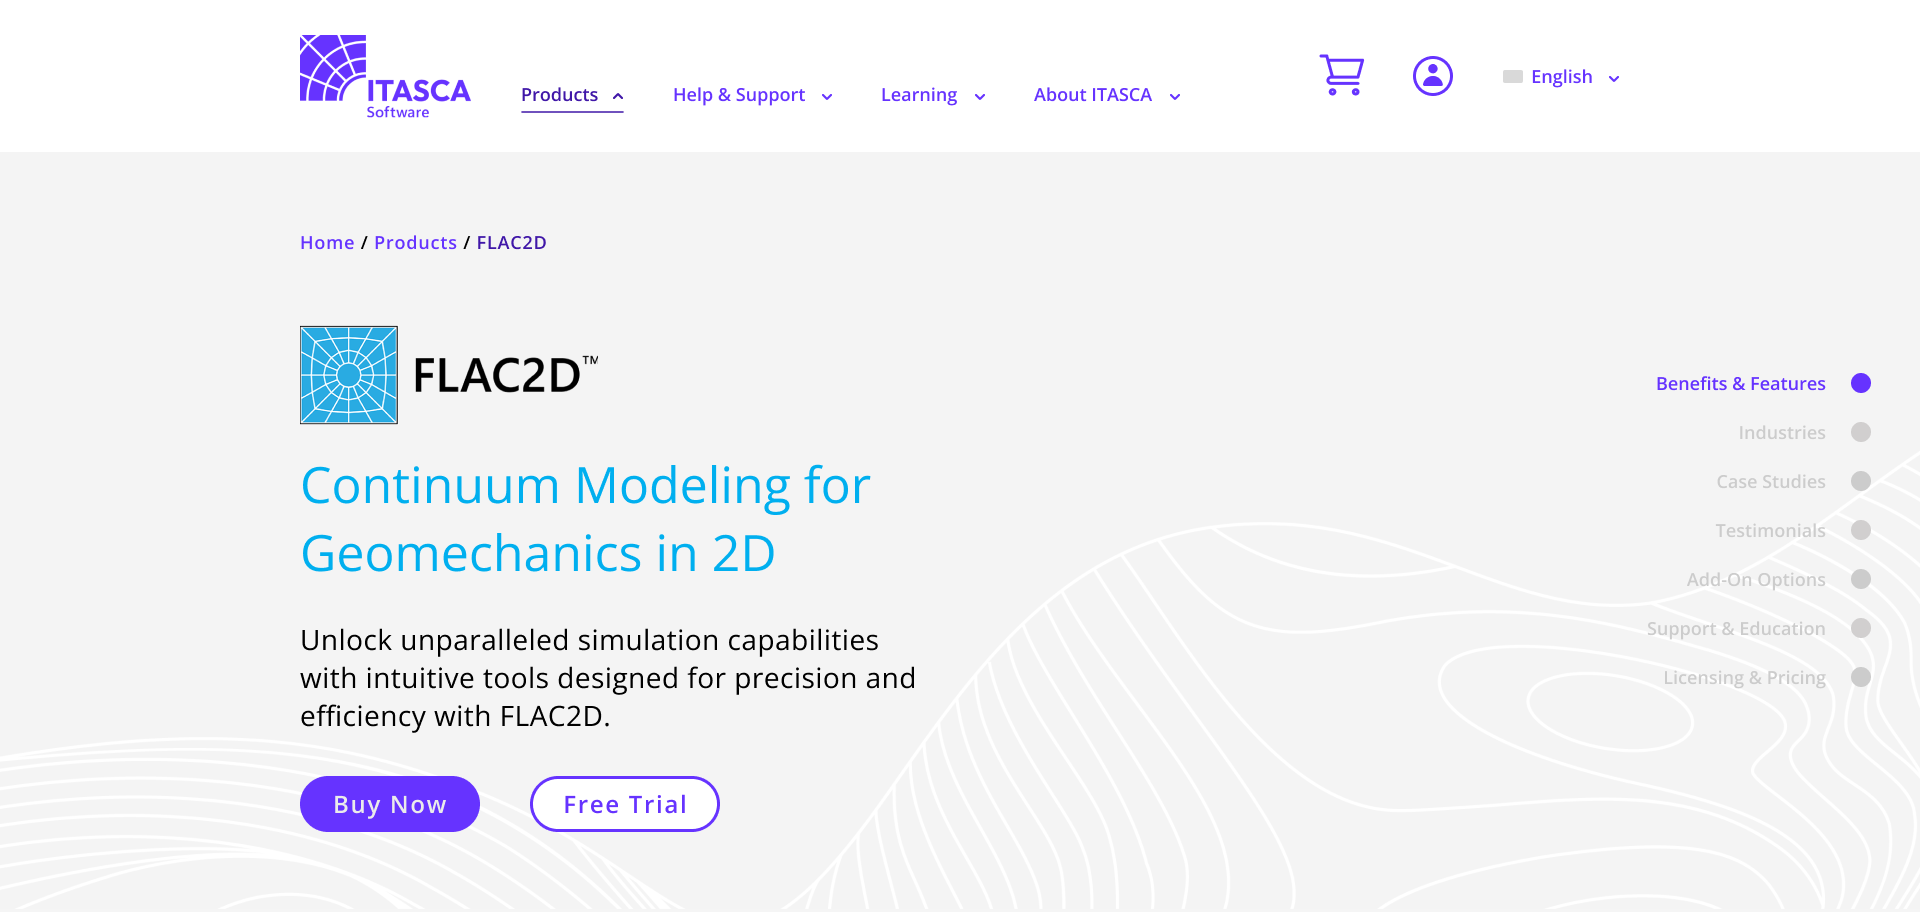 ITASCA
Software
Products
Help & Support
Learning
About ITASCA
English
Home / Products / FLAC2D
FLAC2D™
Continuum Modeling for
Geomechanics in 2D
Unlock unparalleled simulation capabilities
with intuitive tools designed for precision and
efficiency with FLAC2D.
Buy Now
Free Trial
Benefits & Features
Industries
Case Studies
Testimonials
Add-On Options
Support & Education
Licensing & Pricing